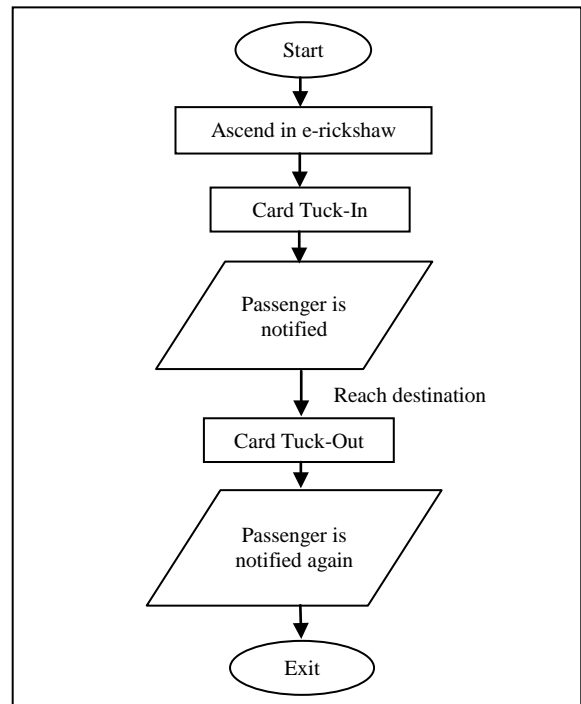 Start
Ascend in e-rickshaw
Card Tuck-In
Passenger is
notified
Reach destination
Card Tuck-Out
Passenger is
notified again
Exit